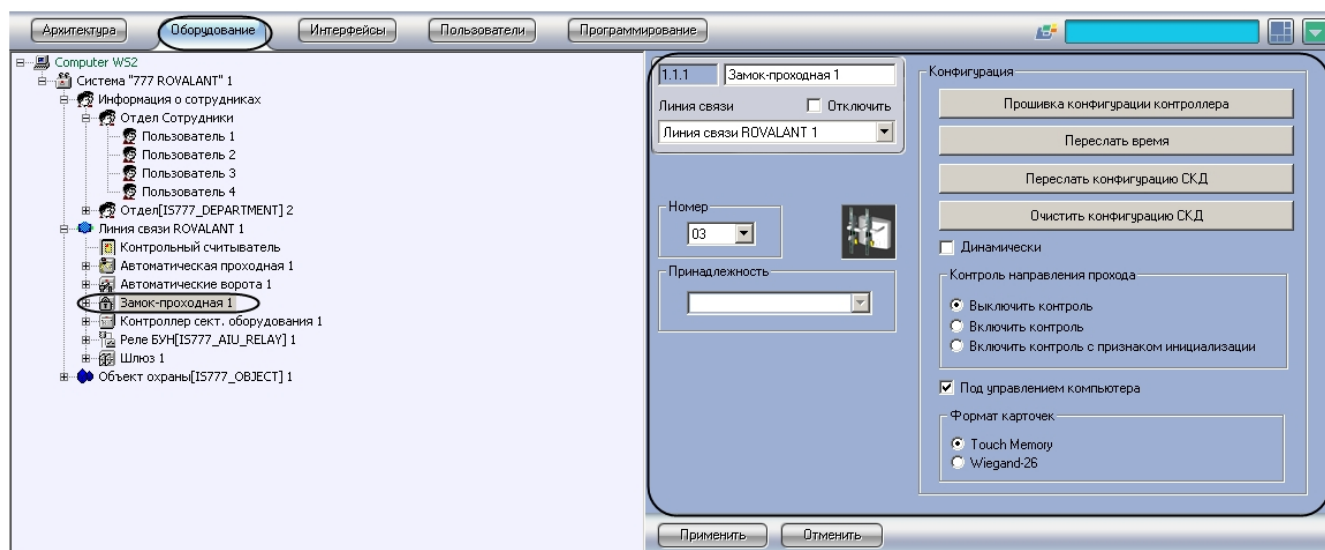 Архитектура
Оборудование
Интерфейсы
Пользователи
Программирование
Computer WS2
Система "777 ROVALANT" 1
Информация о сотрудниках
Отдел Сотрудники
Пользователь 1
Пользователь 2
Пользователь 3
Пользователь 4
Отдел[IS777_DEPARTMENT] 2
Линия связи ROVALANT 1
Контрольный считыватель
Автоматическая проходная 1
Автоматические ворота 1
Замок-проходная 1
Контроллер сект. оборудования 1
Реле БУН[IS777_AIU_RELAY] 1
Шлюз 1
Объект охраны[IS777_OBJECT] 1
1.1.1 Замок-проходная 1
Линия связи Отключить
Линия связи ROVALANT 1
Номер
03
Принадлежность
Конфигурация
Прошивка конфигурации контроллера
Переслать время
Переслать конфигурацию СКД
Очистить конфигурацию СКД
Динамически
Контроль направления прохода
Выключить контроль
Включить контроль
Включить контроль с признаком инициализации
Под управлением компьютера
Формат карточек
Touch Memory
Wiegand-26
Применить
Отменить